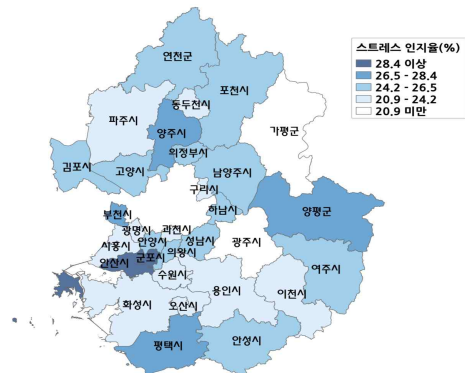 스트레스 인지율(%)
28.4 이상
26.5 - 28.4
24.2 - 26.5
20.9 - 24.2
20.9 미만
연천군
포천시
동두천시
파주시
양주시
가평군
의정부시
김포시
고양시
남양주시
구리시
하남시
양평군
부천시
광명시
과천시
시흥시
안양시
성남시
광주시
의왕시
안산시
군포시
여주시
수원시
용인시
이천시
화성시
오산시
평택시
안성시